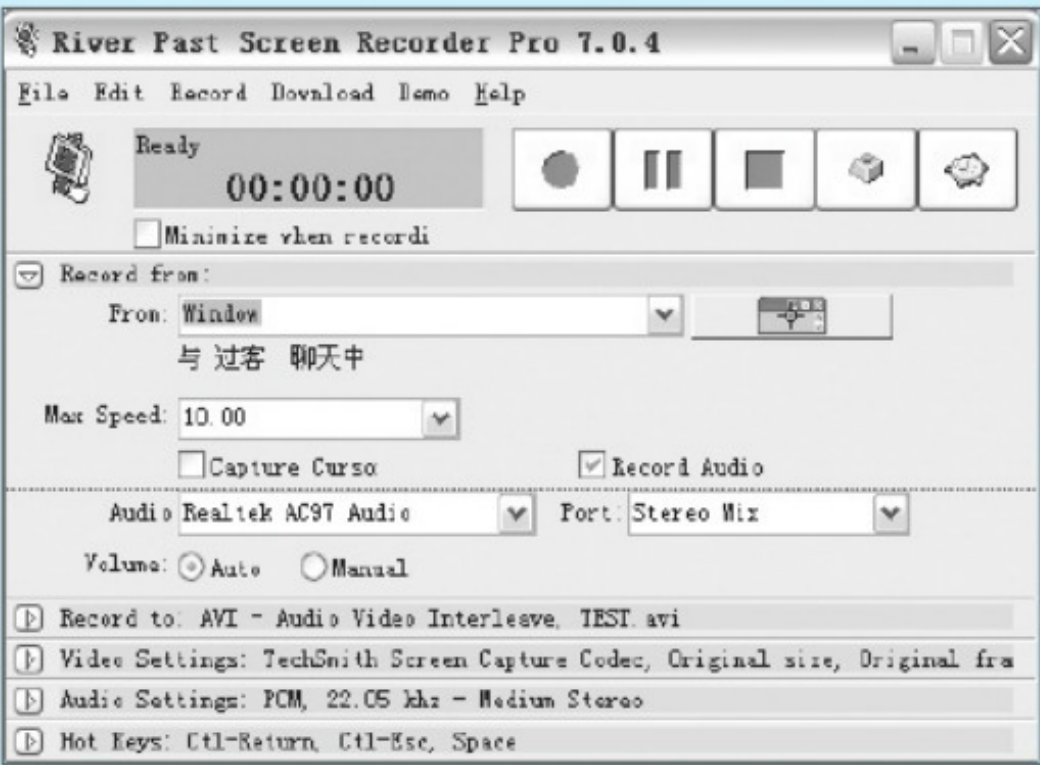 River Past Screen Recorder Pro 7.0.4
File Edit Record Download Demo Help
Ready
00:00:00
Minimize when recordi
Record from:
From: Window
与 过客 聊天中
Max Speed: 10.00
Capture Curso
Record Audio
Audio Realtek AC97 Audio Port: Stereo Mix
Volume: Auto Manual
Record to: AVI - Audio Video Interleave, TEST.avi
Video Settings: TechSmith Screen Capture Codec, Original size, Original fra
Audio Settings: PCM, 22.05 khz - Medium Stereo
Hot Keys: Ctl-Return, Ctl-Esc, Space